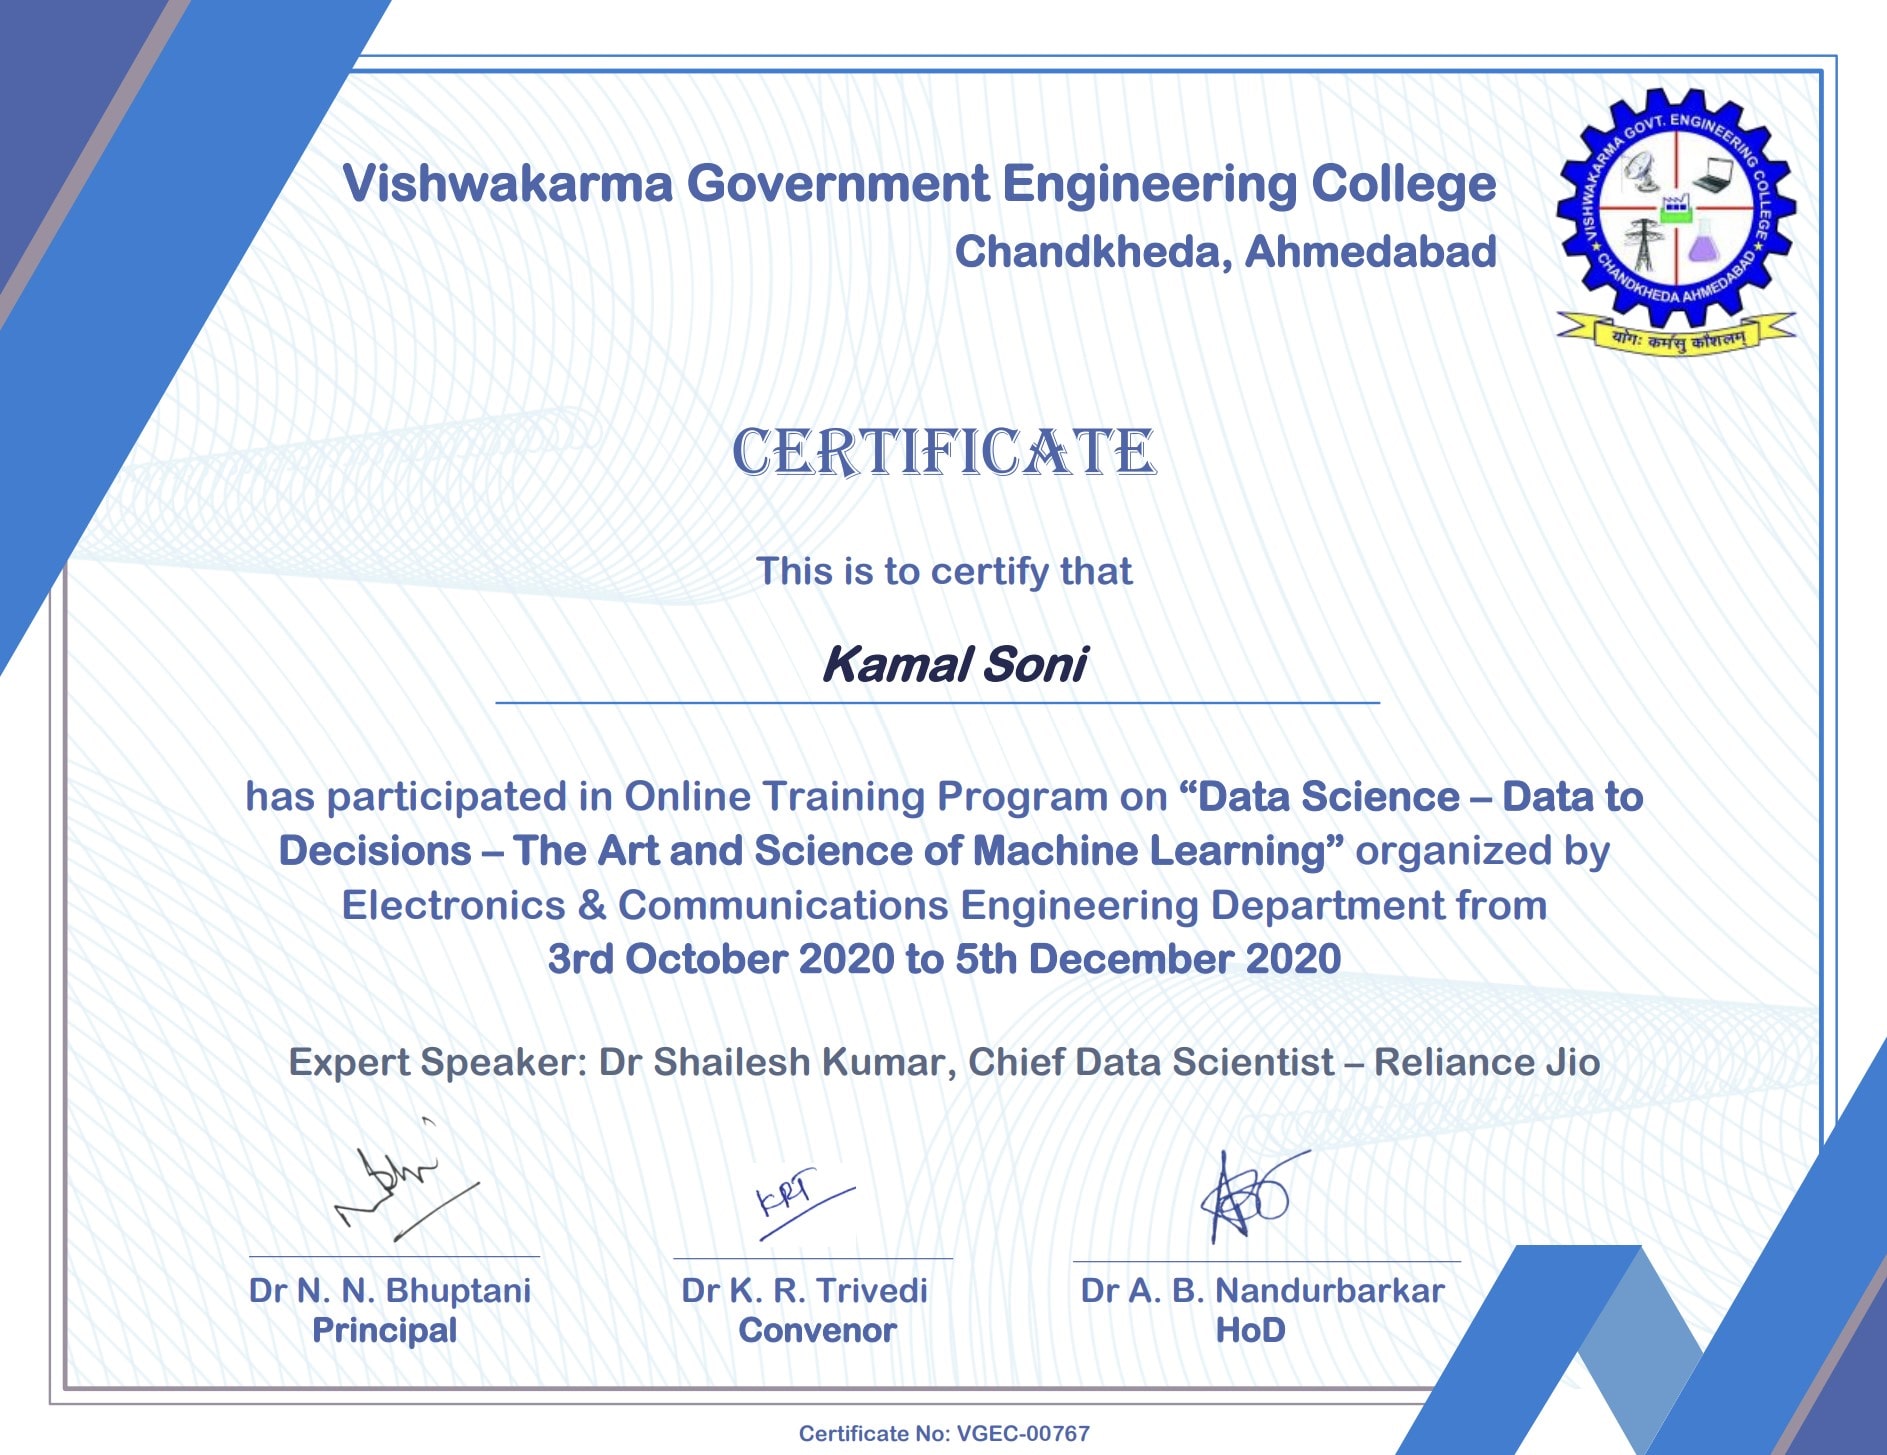 Vishwakarma Government Engineering College
Chandkheda, Ahmedabad
VISHWAKARMA GOVT. ENGINEERING COLLEGE
★ CHANDKHEDA AHMEDABAD ★
योगः कर्मसु कौशलम्
CERTIFICATE
This is to certify that
Kamal Soni
has participated in Online Training Program on “Data Science – Data to
Decisions – The Art and Science of Machine Learning” organized by
Electronics & Communications Engineering Department from
3rd October 2020 to 5th December 2020
Expert Speaker: Dr Shailesh Kumar, Chief Data Scientist – Reliance Jio
KRT
Dr N. N. Bhuptani
Principal
Dr K. R. Trivedi
Convenor
Dr A. B. Nandurbarkar
HoD
Certificate No: VGEC-00767